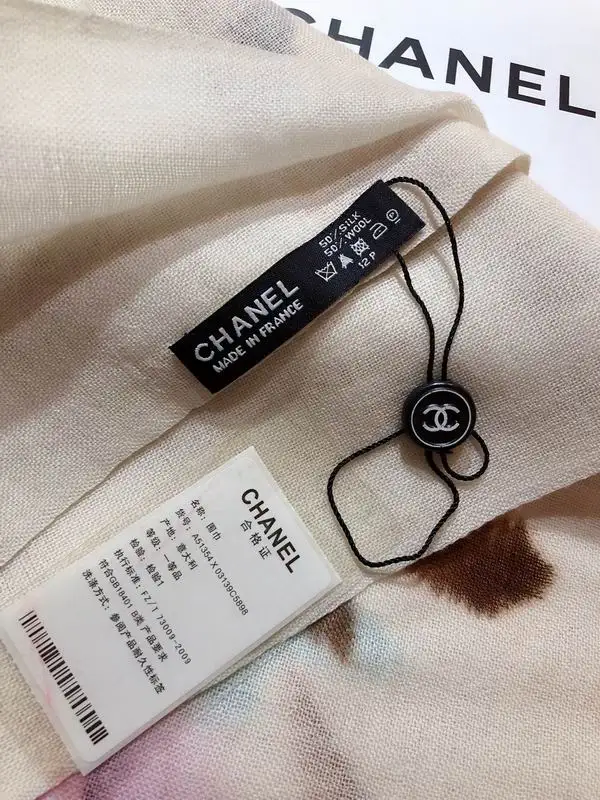 CHANEL
50% SILK
50% WOOL
12 P
CHANEL
MADE IN FRANCE
CHANEL
合格证
名称：围巾
货号：A51354 X 03139C5B98
产地：意大利
等级：一等品
检验：检验1
执行标准：FZ/T 73009-2009
符合GB18401 B类 产品要求
洗涤方式：参阅产品耐久性标签